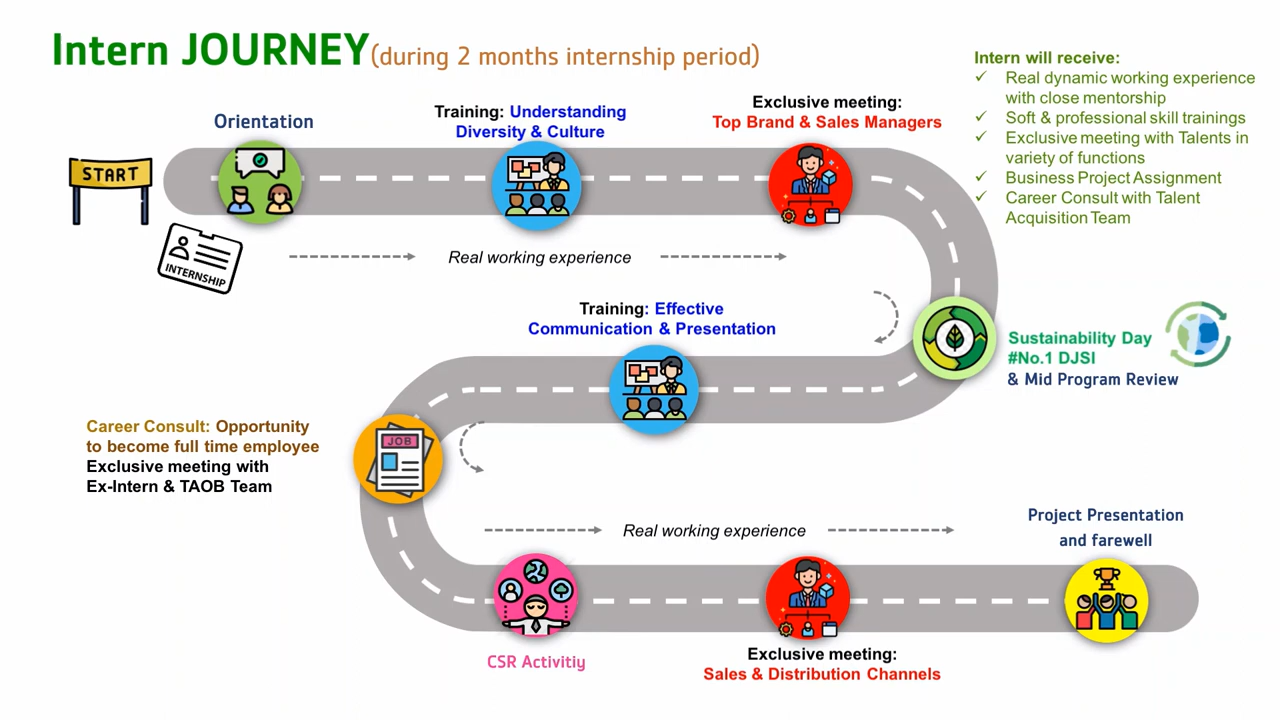 Intern JOURNEY(during 2 months internship period)
Intern will receive:
✓ Real dynamic working experience
with close mentorship
✓ Soft & professional skill trainings
✓ Exclusive meeting with Talents in
variety of functions
✓ Business Project Assignment
✓ Career Consult with Talent
Acquisition Team
START
INTERNSHIP
Orientation
Training: Understanding
Diversity & Culture
Exclusive meeting:
Top Brand & Sales Managers
Real working experience
Sustainability Day
#No.1 DJSI
& Mid Program Review
Training: Effective
Communication & Presentation
JOB
Career Consult: Opportunity
to become full time employee
Exclusive meeting with
Ex-Intern & TAOB Team
Real working experience
CSR Activitiy
Exclusive meeting:
Sales & Distribution Channels
Project Presentation
and farewell